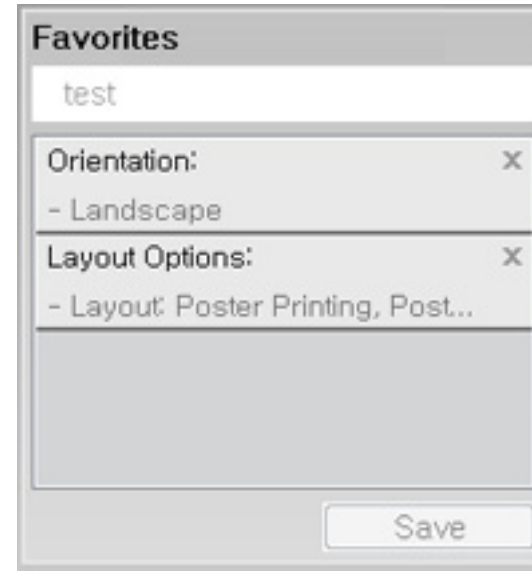 Favorites
test
Orientation: x
- Landscape
Layout Options: x
- Layout: Poster Printing, Post...
Save